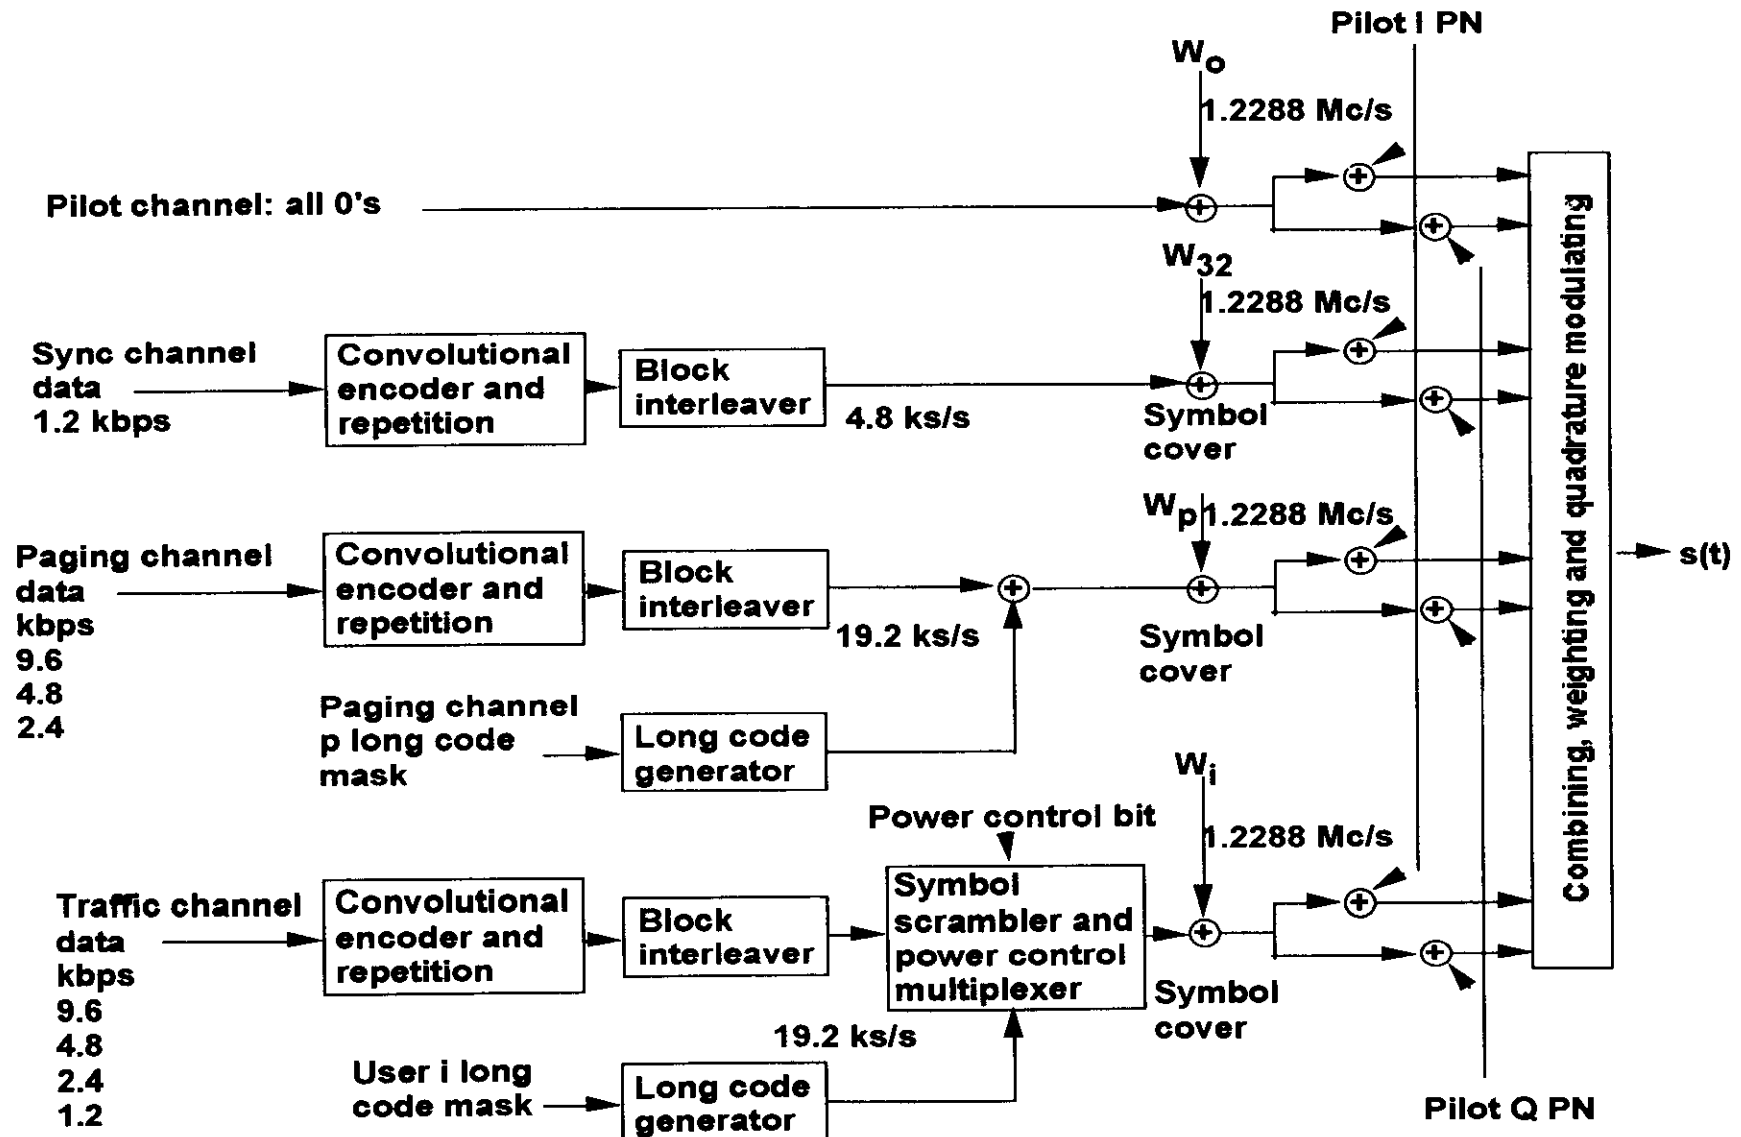 Pilot I PN
Wo
1.2288 Mc/s
Pilot channel: all 0's
W32
1.2288 Mc/s
Sync channel
data
1.2 kbps
Convolutional
encoder and
repetition
Block
interleaver
4.8 ks/s
Symbol
cover
Wp 1.2288 Mc/s
Paging channel
data
kbps
9.6
4.8
2.4
Convolutional
encoder and
repetition
Block
interleaver
19.2 ks/s
Symbol
cover
Paging channel
p long code
mask
Long code
generator
Wi
Power control bit
1.2288 Mc/s
Traffic channel
data
kbps
9.6
4.8
2.4
1.2
Convolutional
encoder and
repetition
Block
interleaver
Symbol
scrambler and
power control
multiplexer
Symbol
cover
19.2 ks/s
User i long
code mask
Long code
generator
Combining, weighting and quadrature modulating
s(t)
Pilot Q PN